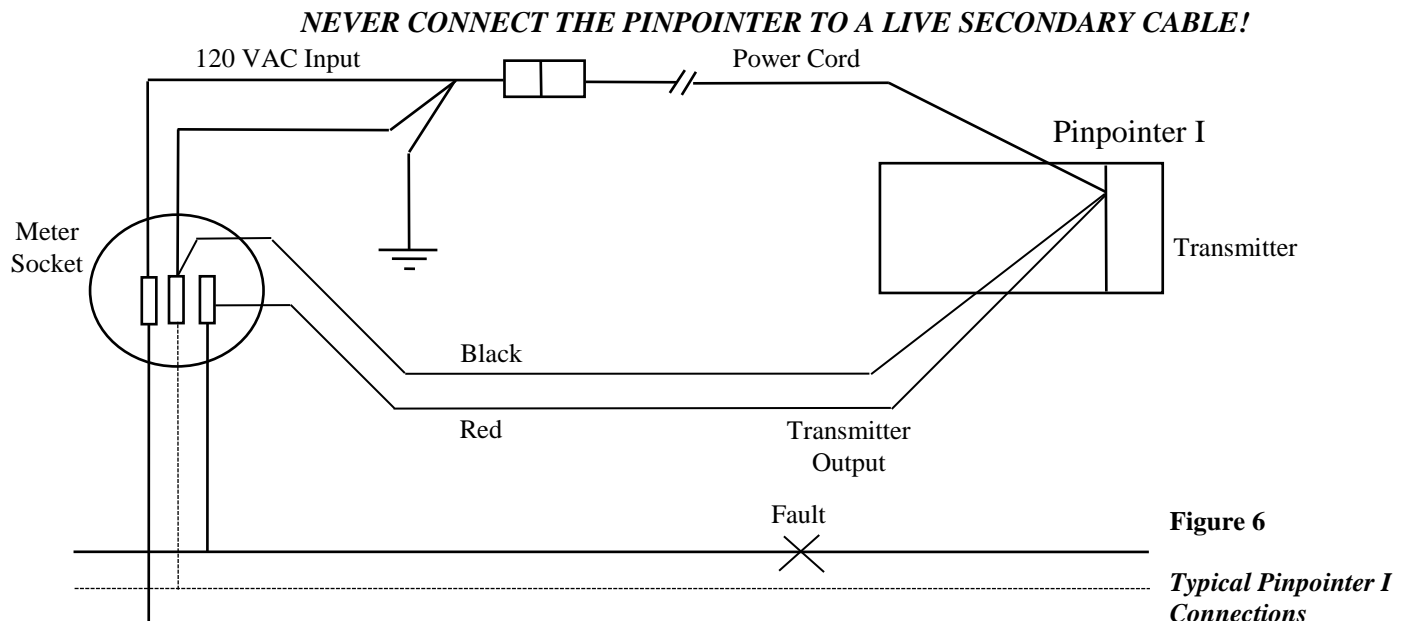 NEVER CONNECT THE PINPOINTER TO A LIVE SECONDARY CABLE!
120 VAC Input
Power Cord
Pinpointer I
Meter
Socket
Transmitter
Black
Red
Transmitter
Output
Fault
Figure 6
Typical Pinpointer I
Connections